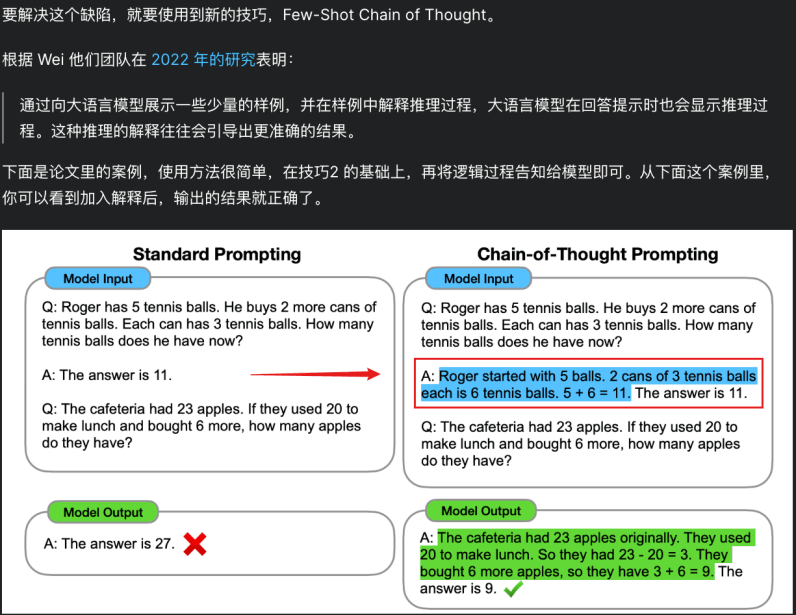 要解决这个缺陷，就要使用到新的技巧，Few-Shot Chain of Thought。
根据 Wei 他们团队在 2022 年的研究表明：
通过向大语言模型展示一些少量的样例，并在样例中解释推理过程，大语言模型在回答提示时也会显示推理过
程。这种推理的解释往往会引导出更准确的结果。
下面是论文里的案例，使用方法很简单，在技巧2 的基础上，再将逻辑过程告知给模型即可。从下面这个案例里，
你可以看到加入解释后，输出的结果就正确了。
Standard Prompting
Model Input
Q: Roger has 5 tennis balls. He buys 2 more cans of
tennis balls. Each can has 3 tennis balls. How many
tennis balls does he have now?
A: The answer is 11.
Q: The cafeteria had 23 apples. If they used 20 to
make lunch and bought 6 more, how many apples
do they have?
Model Output
A: The answer is 27.
Chain-of-Thought Prompting
Model Input
Q: Roger has 5 tennis balls. He buys 2 more cans of
tennis balls. Each can has 3 tennis balls. How many
tennis balls does he have now?
A: Roger started with 5 balls. 2 cans of 3 tennis balls
each is 6 tennis balls. 5 + 6 = 11. The answer is 11.
Q: The cafeteria had 23 apples. If they used 20 to
make lunch and bought 6 more, how many apples
do they have?
Model Output
A: The cafeteria had 23 apples originally. They used
20 to make lunch. So they had 23 - 20 = 3. They
bought 6 more apples, so they have 3 + 6 = 9. The
answer is 9.